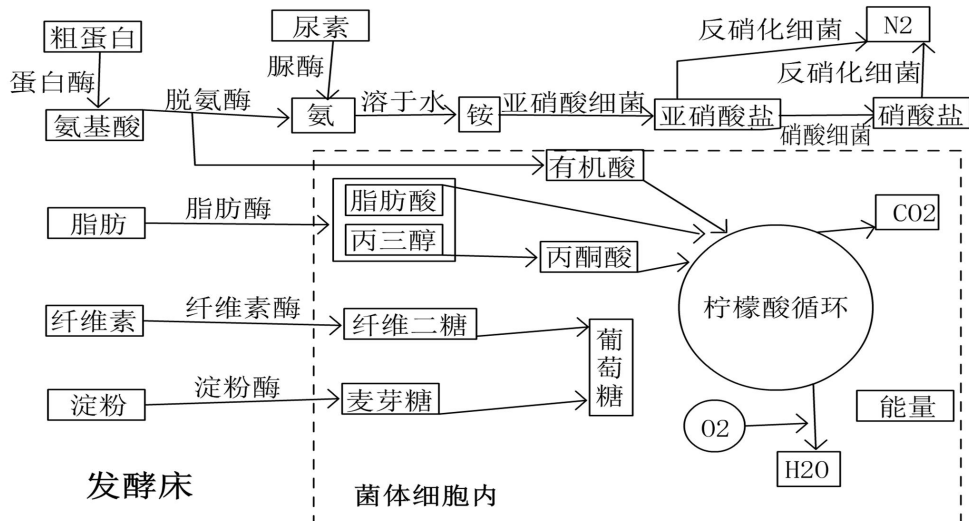 粗蛋白
尿素
反硝化细菌
N2
蛋白酶
脲酶
反硝化细菌
脱氨酶
溶于水
亚硝酸细菌
氨基酸
氨
铵
亚硝酸盐
硝酸盐
硝酸细菌
有机酸
脂肪
脂肪酶
脂肪酸
CO2
丙三醇
丙酮酸
柠檬酸循环
纤维素
纤维素酶
纤维二糖
葡萄糖
淀粉
淀粉酶
麦芽糖
O2
能量
H2O
发酵床
菌体细胞内